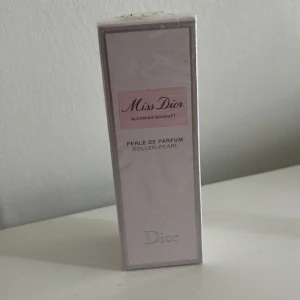 Miss Dior
BLOOMING BOUQUET
PERLE DE PARFUM
ROLLER-PEARL
Dior